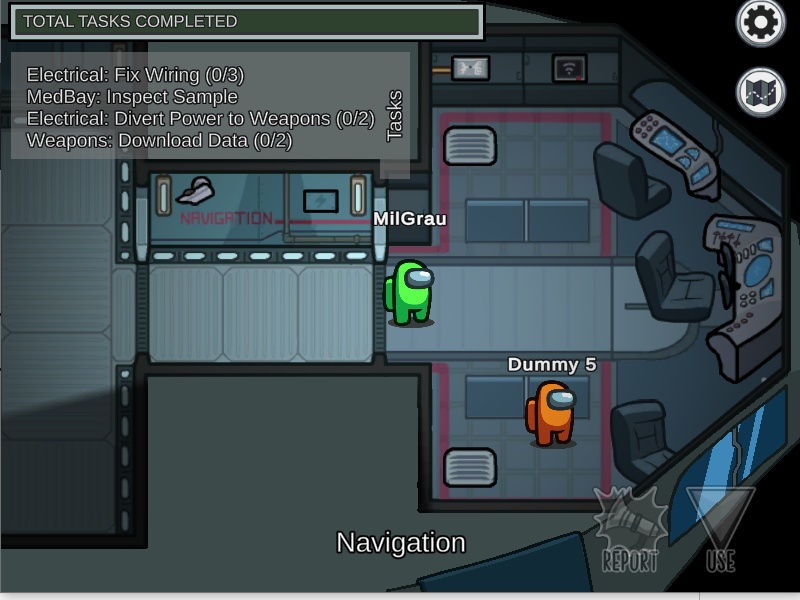 TOTAL TASKS COMPLETED
Electrical: Fix Wiring (0/3)
MedBay: Inspect Sample
Electrical: Divert Power to Weapons (0/2)
Weapons: Download Data (0/2)
Tasks
NAVIGATION
MilGrau
Dummy 5
Navigation
REPORT
USE